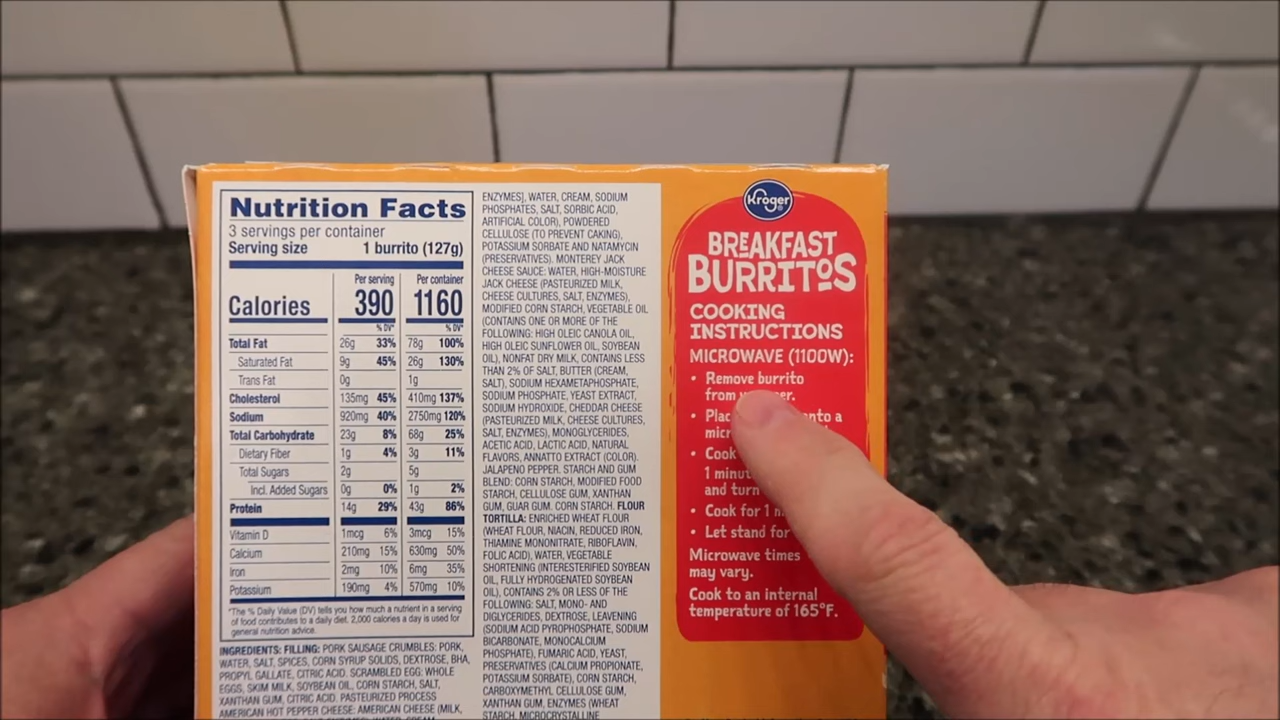 Nutrition Facts
3 servings per container
Serving size 1 burrito (127g)
Per serving Per container
Calories 390 1160
% DV* % DV*
Total Fat 26g 33% 78g 100%
Saturated Fat 9g 45% 26g 130%
Trans Fat 0g 1g
Cholesterol 135mg 45% 410mg 137%
Sodium 920mg 40% 2750mg 120%
Total Carbohydrate 23g 8% 68g 25%
Dietary Fiber 1g 4% 3g 11%
Total Sugars 2g 5g
Incl. Added Sugars 0g 0% 1g 2%
Protein 14g 29% 43g 86%
Vitamin D 1mcg 6% 3mcg 15%
Calcium 210mg 15% 630mg 50%
Iron 2mg 10% 6mg 35%
Potassium 190mg 4% 570mg 10%
*The % Daily Value (DV) tells you how much a nutrient in a serving
of food contributes to a daily diet. 2,000 calories a day is used for
general nutrition advice.
INGREDIENTS: FILLING: PORK SAUSAGE CRUMBLES: PORK,
WATER, SALT, SPICES, CORN SYRUP SOLIDS, DEXTROSE, BHA,
PROPYL GALLATE, CITRIC ACID. SCRAMBLED EGG: WHOLE
EGGS, SKIM MILK, SOYBEAN OIL, CORN STARCH, SALT,
XANTHAN GUM, CITRIC ACID. PASTEURIZED PROCESS
AMERICAN HOT PEPPER CHEESE: AMERICAN CHEESE (MILK,
ENZYMES], WATER, CREAM, SODIUM
PHOSPHATES, SALT, SORBIC ACID,
ARTIFICIAL COLOR), POWDERED
CELLULOSE (TO PREVENT CAKING),
POTASSIUM SORBATE AND NATAMYCIN
(PRESERVATIVES). MONTEREY JACK
CHEESE SAUCE: WATER, HIGH-MOISTURE
JACK CHEESE (PASTEURIZED MILK,
CHEESE CULTURES, SALT, ENZYMES),
MODIFIED CORN STARCH, VEGETABLE OIL
(CONTAINS ONE OR MORE OF THE
FOLLOWING: HIGH OLEIC CANOLA OIL,
HIGH OLEIC SUNFLOWER OIL, SOYBEAN
OIL), NONFAT DRY MILK, CONTAINS LESS
THAN 2% OF SALT, BUTTER (CREAM,
SALT), SODIUM HEXAMETAPHOSPHATE,
SODIUM PHOSPHATE, YEAST EXTRACT,
SODIUM HYDROXIDE, CHEDDAR CHEESE
(PASTEURIZED MILK, CHEESE CULTURES,
SALT, ENZYMES), MONOGLYCERIDES,
ACETIC ACID, LACTIC ACID, NATURAL
FLAVORS, ANNATTO EXTRACT (COLOR).
JALAPENO PEPPER. STARCH AND GUM
BLEND: CORN STARCH, MODIFIED FOOD
STARCH, CELLULOSE GUM, XANTHAN
GUM, GUAR GUM. CORN STARCH. FLOUR
TORTILLA: ENRICHED WHEAT FLOUR
(WHEAT FLOUR, NIACIN, REDUCED IRON,
THIAMINE MONONITRATE, RIBOFLAVIN,
FOLIC ACID), WATER, VEGETABLE
SHORTENING (INTERESTERIFIED SOYBEAN
OIL, FULLY HYDROGENATED SOYBEAN
OIL), CONTAINS 2% OR LESS OF THE
FOLLOWING: SALT, MONO- AND
DIGLYCERIDES, DEXTROSE, LEAVENING
(SODIUM ACID PYROPHOSPHATE, SODIUM
BICARBONATE, MONOCALCIUM
PHOSPHATE), FUMARIC ACID, YEAST,
PRESERVATIVES (CALCIUM PROPIONATE,
POTASSIUM SORBATE), CORN STARCH,
CARBOXYMETHYL CELLULOSE GUM,
XANTHAN GUM, ENZYMES (WHEAT
STARCH, MICROCRYSTALLINE
Kroger
BREAKFAST
BURRITOS
COOKING
INSTRUCTIONS
MICROWAVE (1100W):
• Remove burrito
from
• onto a
• Cook
1
and turn
• Cook for 1
• Let stand for
Microwave times
may vary.
Cook to an internal
temperature of 165°F.